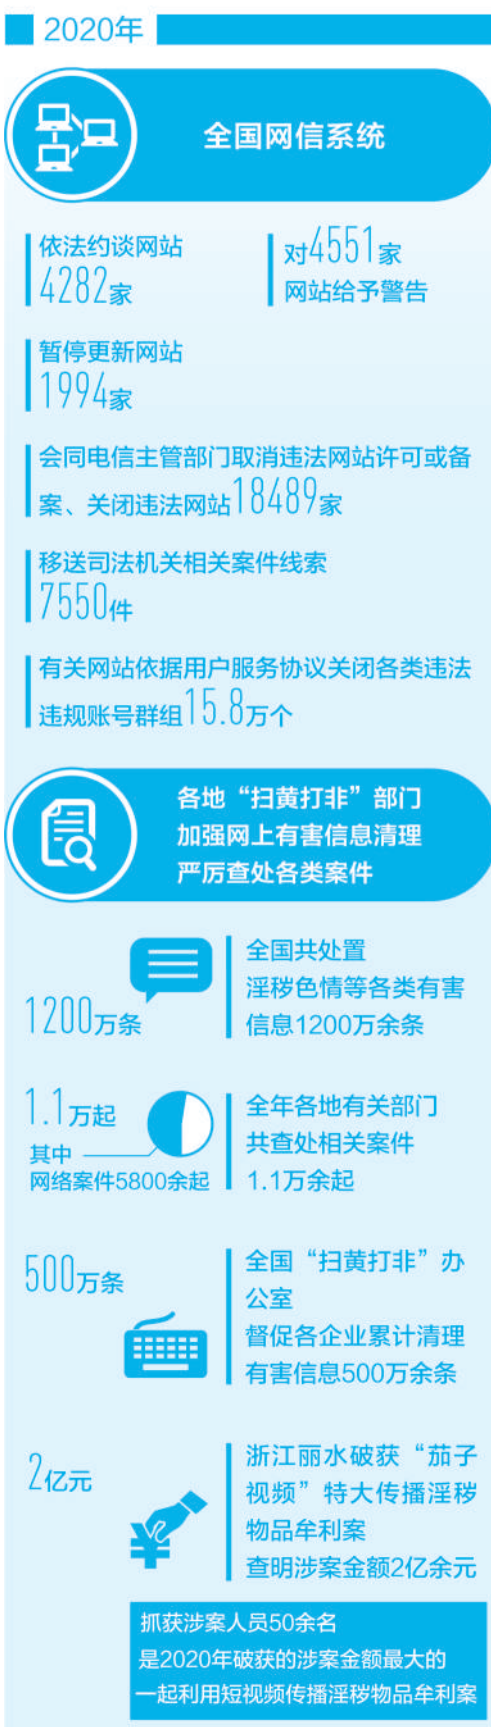 2020年
全国网信系统
依法约谈网站
4282家
对4551家
网站给予警告
暂停更新网站
1994家
会同电信主管部门取消违法网站许可或备
案、关闭违法网站18489家
移送司法机关相关案件线索
7550件
有关网站依据用户服务协议关闭各类违法
违规账号群组15.8万个
各地“扫黄打非”部门
加强网上有害信息清理
严厉查处各类案件
1200万条
全国共处置
淫秽色情等各类有害
信息1200万余条
1.1万起
其中
网络案件5800余起
全年各地有关部门
共查处相关案件
1.1万余起
500万条
全国“扫黄打非”办
公室
督促各企业累计清理
有害信息500万余条
2亿元
浙江丽水破获“茄子
视频”特大传播淫秽
物品牟利案
查明涉案金额2亿余元
抓获涉案人员50余名
是2020年破获的涉案金额最大的
一起利用短视频传播淫秽物品牟利案